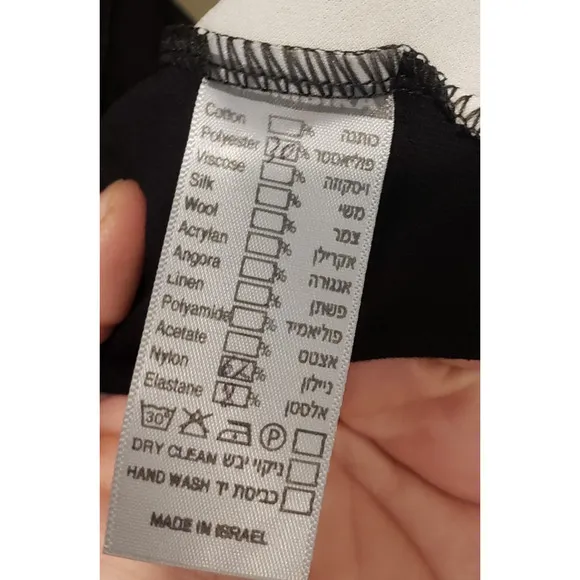 Cotton % כותנה
Polyester % פוליאסטר
Viscose % ויסקוזה
Silk % משי
Wool % צמר
Acrylan % אקרילן
Angora % אנגורה
Linen % פשתן
Polyamide % פוליאמיד
Acetate % אצטט
Nylon % ניילון
Elastane % אלסטן
30° P
DRY CLEAN ניקוי יבש
HAND WASH כביסת יד
MADE IN ISRAEL